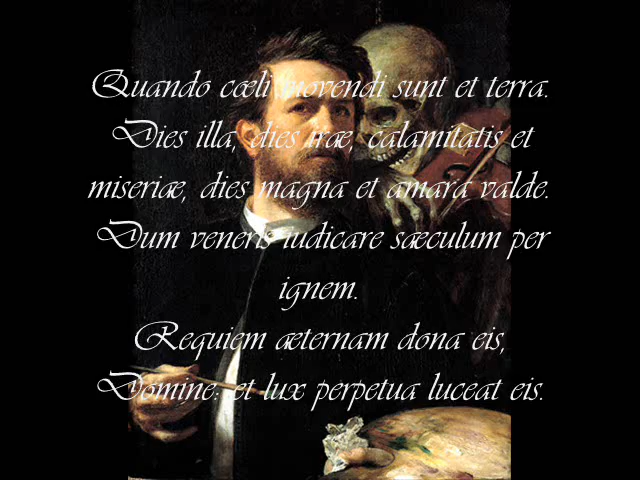 Quando cœli movendi sunt et terra:
Dies illa, dies iræ, calamitatis et
miseriæ, dies magna et amara valde.
Dum veneris iudicare sæculum per
ignem.
Requiem æternam dona eis,
Domine: et lux perpetua luceat eis.